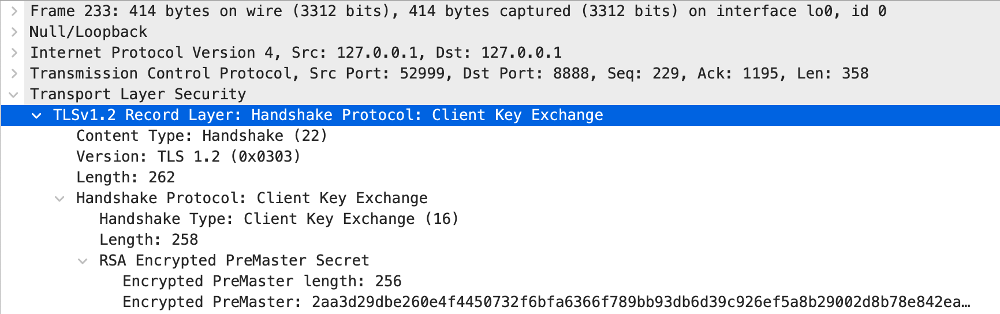 Frame 233: 414 bytes on wire (3312 bits), 414 bytes captured (3312 bits) on interface lo0, id 0
Null/Loopback
Internet Protocol Version 4, Src: 127.0.0.1, Dst: 127.0.0.1
Transmission Control Protocol, Src Port: 52999, Dst Port: 8888, Seq: 229, Ack: 1195, Len: 358
Transport Layer Security
TLSv1.2 Record Layer: Handshake Protocol: Client Key Exchange
Content Type: Handshake (22)
Version: TLS 1.2 (0x0303)
Length: 262
Handshake Protocol: Client Key Exchange
Handshake Type: Client Key Exchange (16)
Length: 258
RSA Encrypted PreMaster Secret
Encrypted PreMaster length: 256
Encrypted PreMaster: 2aa3d29dbe260e4f4450732f6bfa6366f789bb93db6d39c926ef5a8b29002d8b78e842ea…